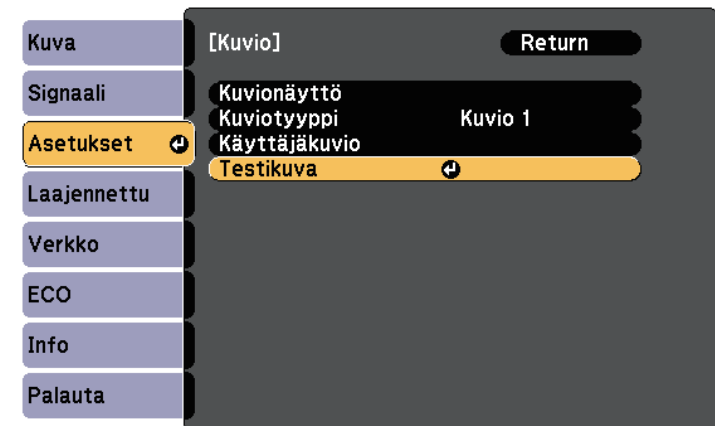 Kuva
Signaali
Asetukset
Laajennettu
Verkko
ECO
Info
Palauta
[Kuvio] Return
Kuvionäyttö
Kuviotyyppi Kuvio 1
Käyttäjäkuvio
Testikuva